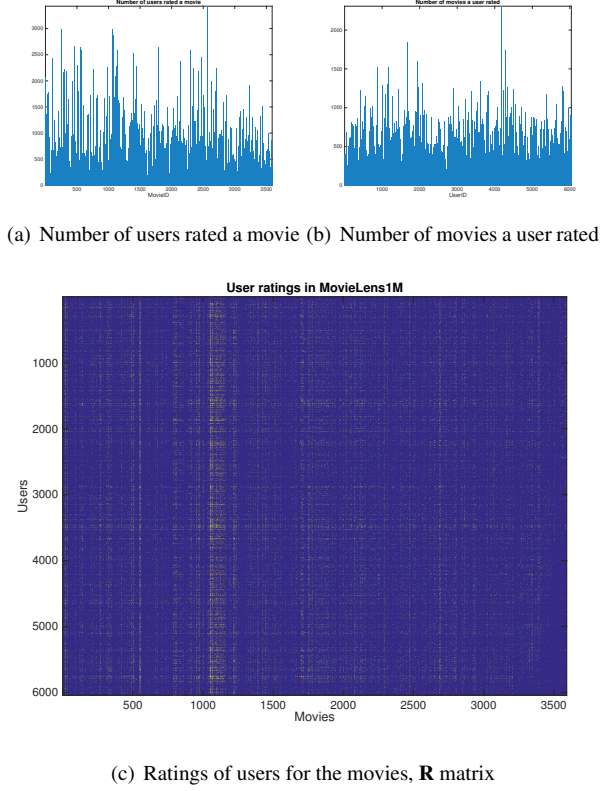 Number of users rated a movie
3000
2500
2000
1500
1000
500
0
500 1000 1500 2000 2500 3000 3500
MovieID
Number of movies a user rated
2000
1500
1000
500
0
1000 2000 3000 4000 5000 6000
UserID
(a) Number of users rated a movie (b) Number of movies a user rated
User ratings in MovieLens1M
1000
2000
3000
4000
5000
6000
Users
500 1000 1500 2000 2500 3000 3500
Movies
(c) Ratings of users for the movies, R matrix